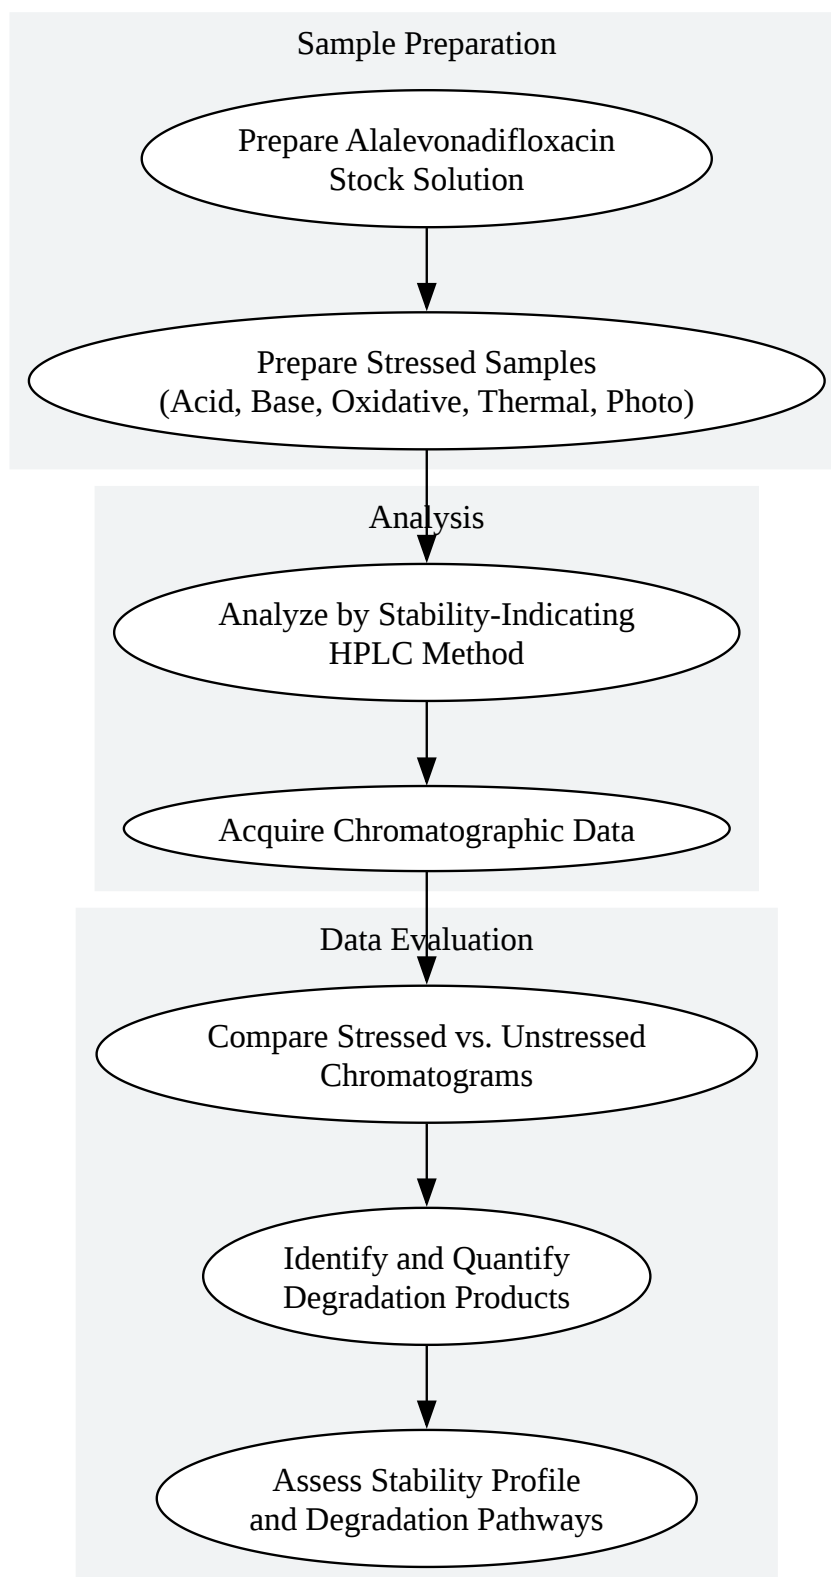 Sample Preparation
Prepare Alalevonadifloxacin
Stock Solution
Prepare Stressed Samples
(Acid, Base, Oxidative, Thermal, Photo)
Analysis
Analyze by Stability-Indicating
HPLC Method
Acquire Chromatographic Data
Data Evaluation
Compare Stressed vs. Unstressed
Chromatograms
Identify and Quantify
Degradation Products
Assess Stability Profile
and Degradation Pathways